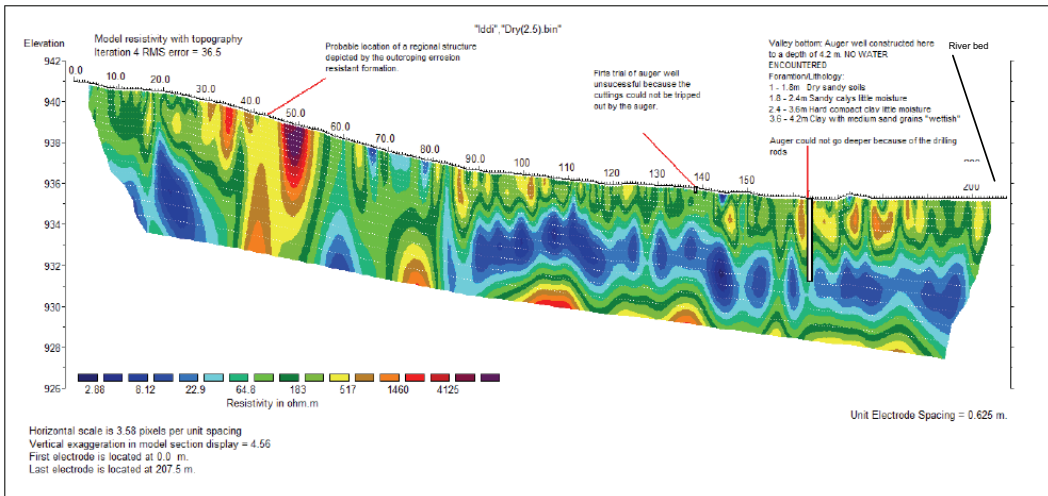 "Iddi","Dry(2.5).bin"
Model resistivity with topography
Iteration 4 RMS error = 36.5
Elevation
Probable location of a regional structure
depicted by the outcroping erroeion
resistant formation.
Firts trial of auger well
unsucessful because the
cuttings could not be tripped
out by the auger.
Valley bottom: Auger well constructed here
to a depth of 4.2 m. NO WATER
ENCOUNTERED
Foramtion/Lithology:
1 - 1.8m Dry sandy soils
1.8 - 2.4m Sandy calys little moisture
2.4 - 3.6m Hard compact clay little moisture
3.6 - 4.2m Clay with medium sand grains "wettish"
Auger could not go deeper because of the drilling
rods
River bed
942
940
938
936
934
932
930
928
926
0.0
10.0
20.0
30.0
40.0
50.0
60.0
70.0
80.0
90.0
100
110
120
130
140
150
200
2.88 8.12 22.9 64.8 183 517 1460 4125
Resistivity in ohm.m
Unit Electrode Spacing = 0.625 m.
Horizontal scale is 3.58 pixels per unit spacing
Vertical exaggeration in model section display = 4.56
First electrode is located at 0.0 m.
Last electrode is located at 207.5 m.